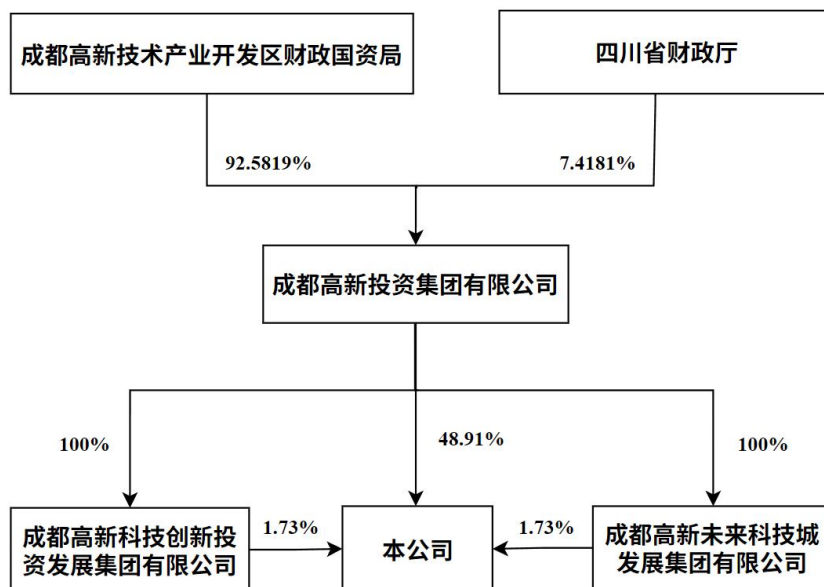 成都高新技术产业开发区财政国资局
四川省财政厅
92.5819%
7.4181%
成都高新投资集团有限公司
100%
48.91%
100%
成都高新科技创新投
资发展集团有限公司
1.73%
本公司
1.73%
成都高新未来科技城
发展集团有限公司